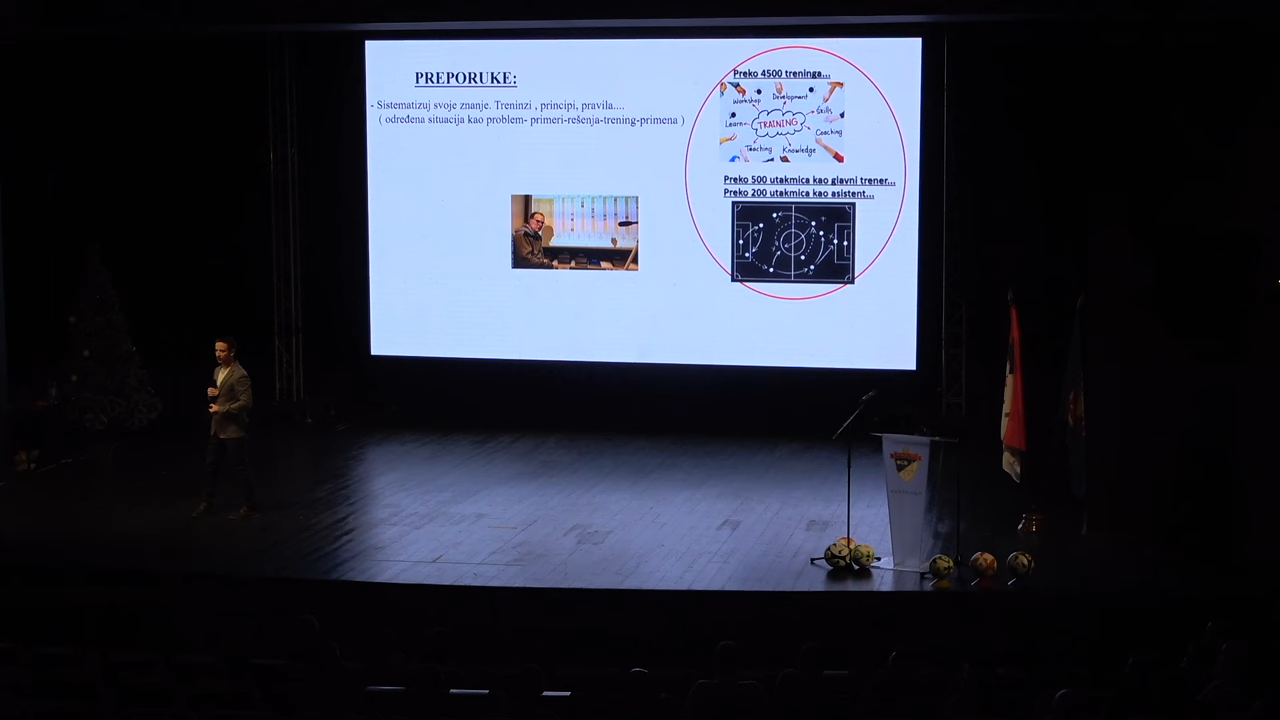 PREPORUKE:
- Sistematizuj svoje znanje. Treninzi , principi, pravila....
( određena situacija kao problem- primeri-rešenja-trening-primena )
Preko 4500 treninga...
Workshop
Development
Learn
Skills
TRAINING
Coaching
Teaching
Knowledge
Preko 500 utakmica kao glavni trener...
Preko 200 utakmica kao asistent...